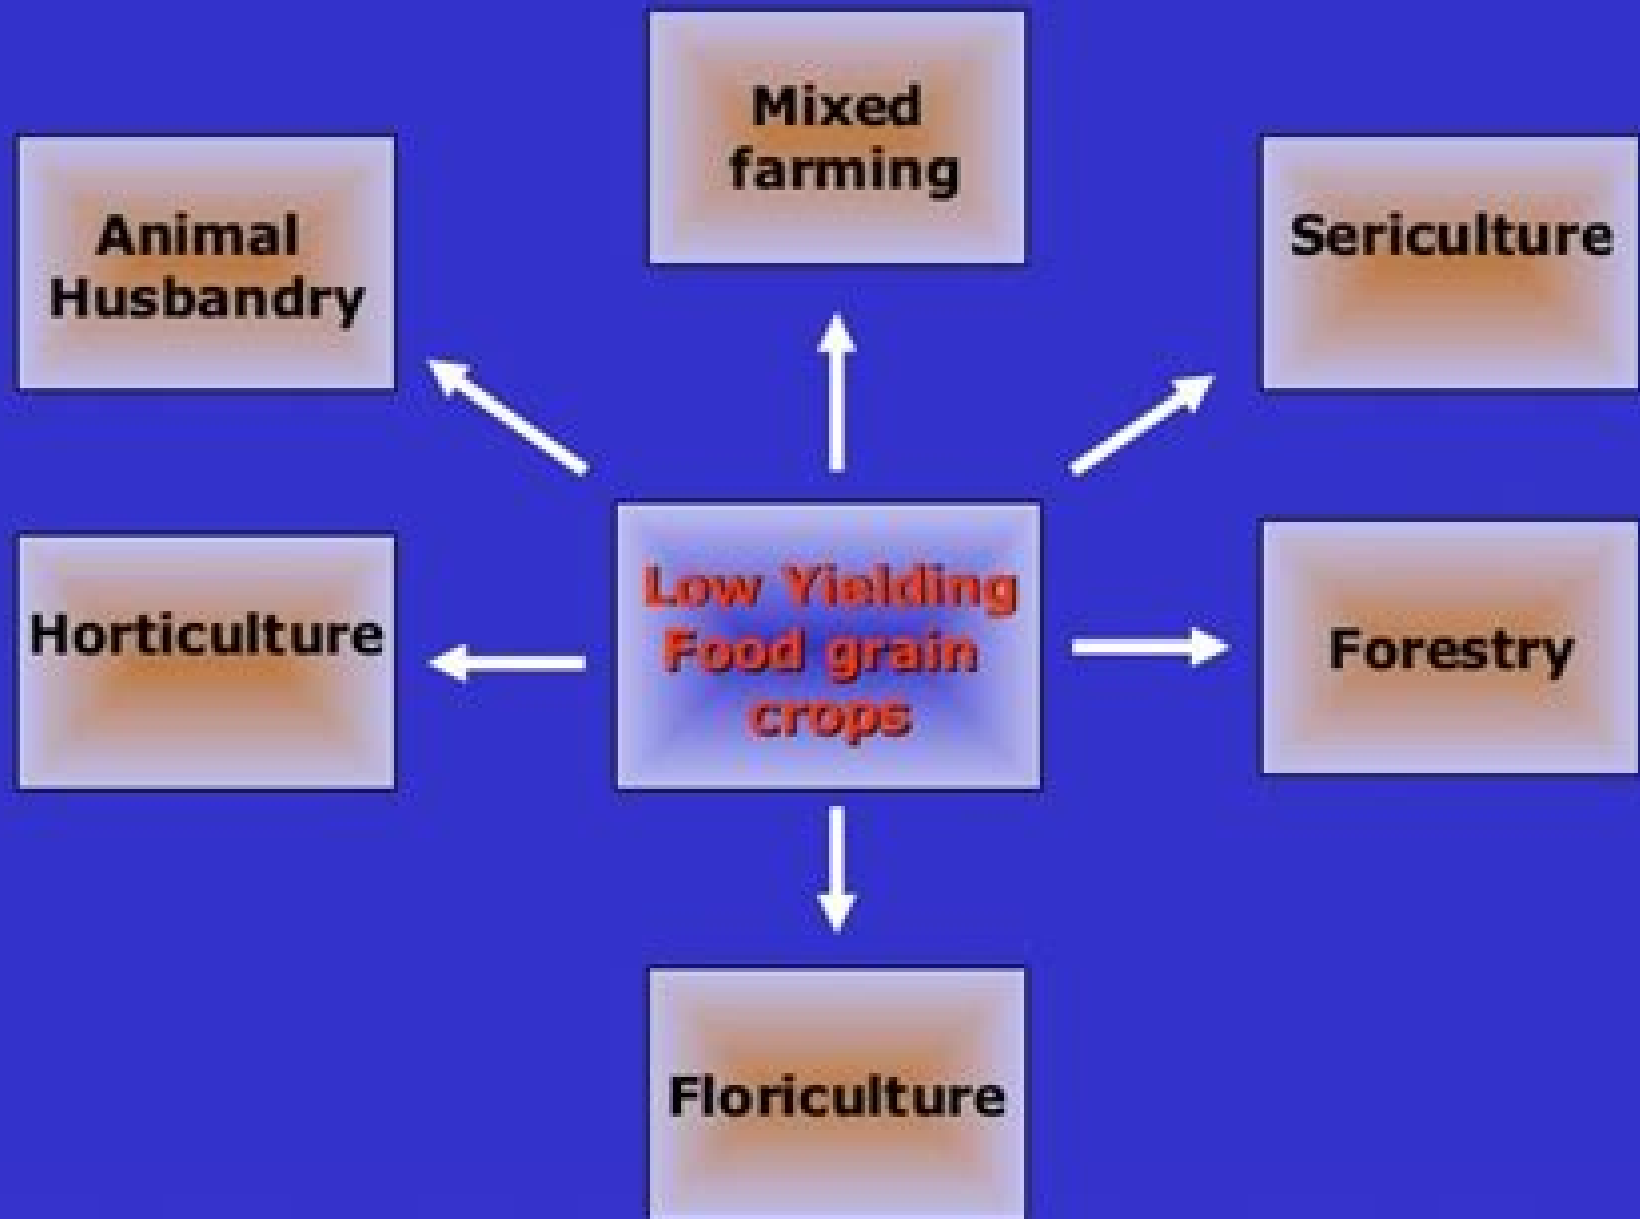 Mixed
farming
Animal
Husbandry
Sericulture
Horticulture
Low Yielding
Food grain
crops
Forestry
Floriculture